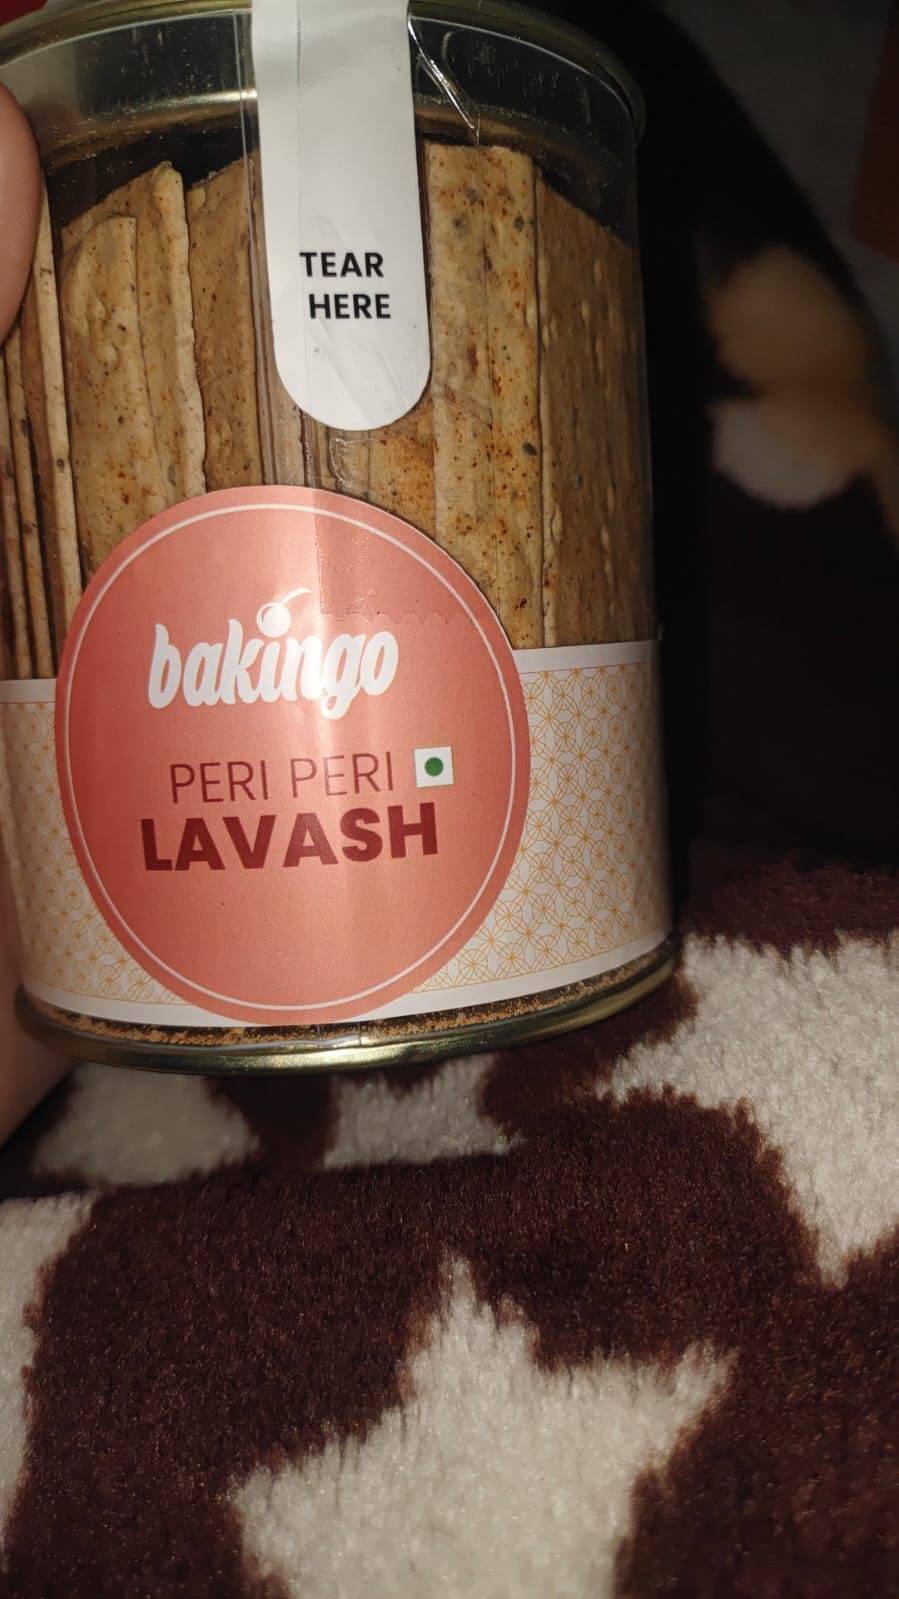 TEAR
HERE
bakingo
PERI PERI
LAVASH